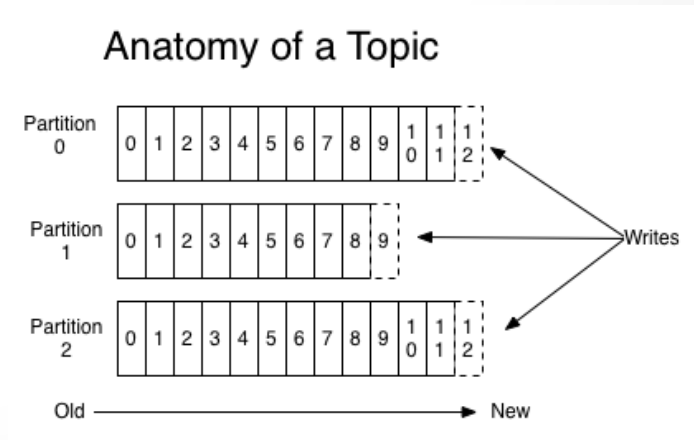 Anatomy of a Topic
Partition
0
0 1 2 3 4 5 6 7 8 9 10 11 12
Partition
1
0 1 2 3 4 5 6 7 8 9
Writes
Partition
2
0 1 2 3 4 5 6 7 8 9 10 11 12
Old New